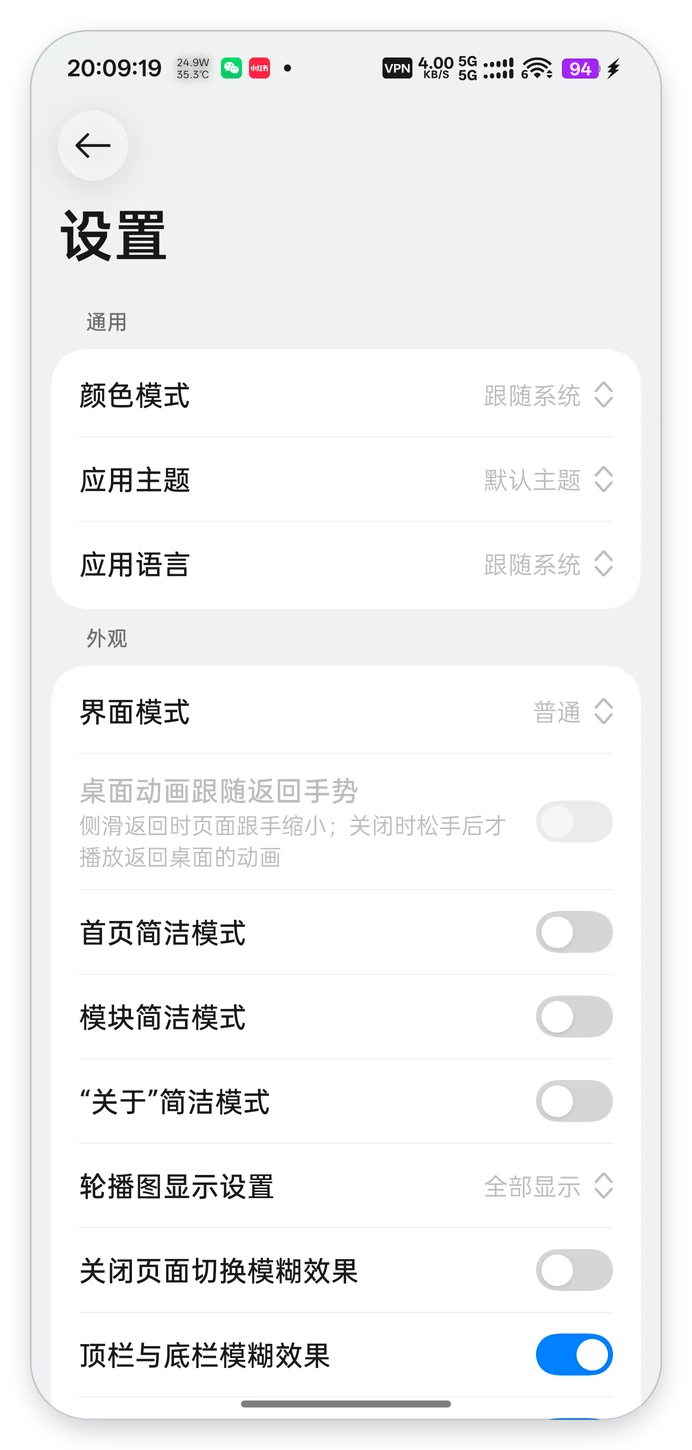 20:09:19 24.9W 35.3℃ 小红书 VPN 4.00 KB/S 5G 5G 6 94
设置
通用
颜色模式 跟随系统
应用主题 默认主题
应用语言 跟随系统
外观
界面模式 普通
桌面动画跟随返回手势
侧滑返回时页面跟手缩小；关闭时松手后才
播放返回桌面的动画
首页简洁模式
模块简洁模式
“关于”简洁模式
轮播图显示设置 全部显示
关闭页面切换模糊效果
顶栏与底栏模糊效果